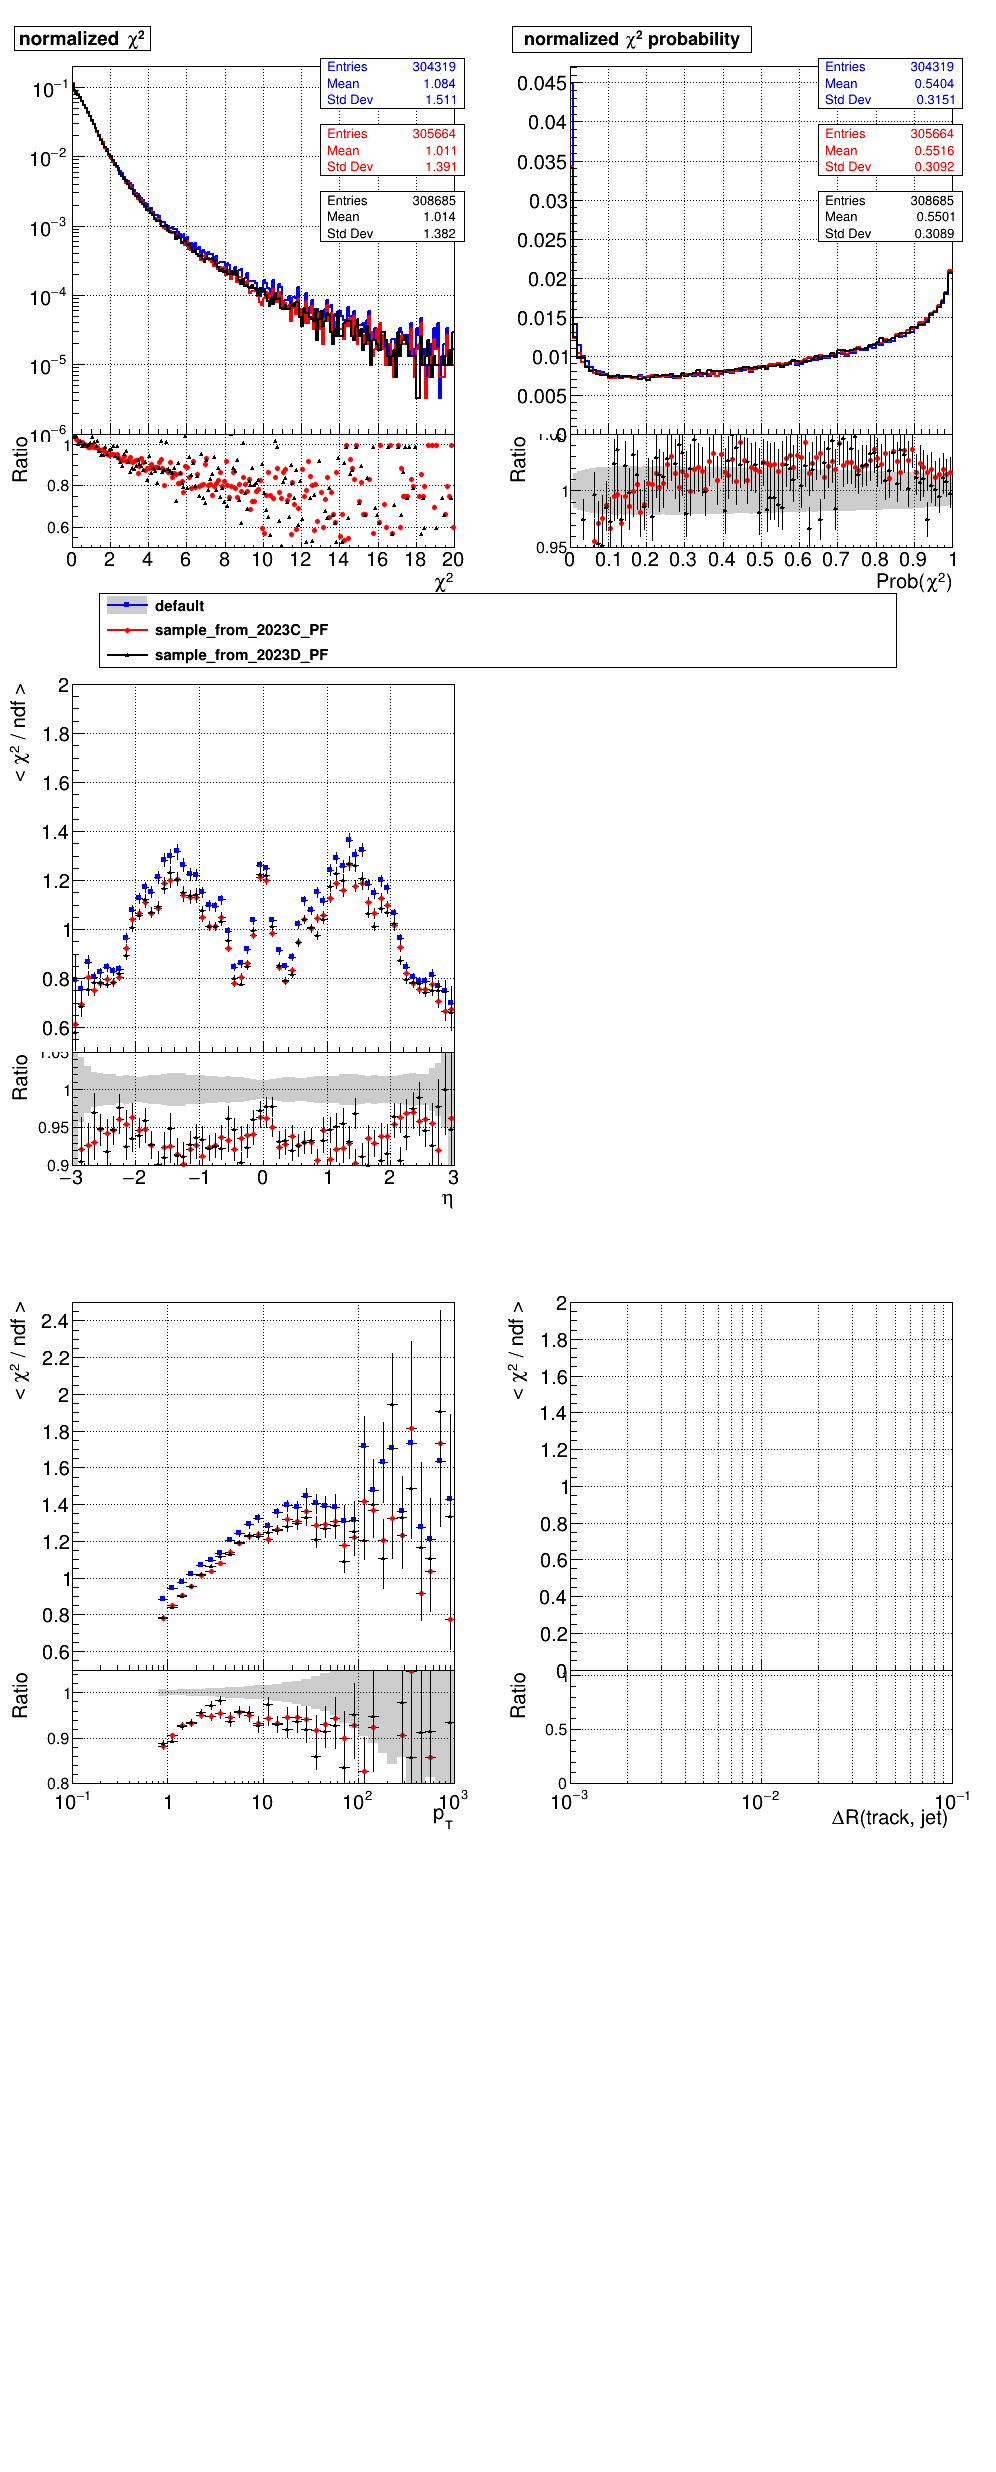 normalized χ²
Entries 304319
Mean 1.084
Std Dev 1.511
Entries 305664
Mean 1.011
Std Dev 1.391
Entries 308685
Mean 1.014
Std Dev 1.382
10⁻¹
10⁻²
10⁻³
10⁻⁴
10⁻⁵
10⁻⁶
Ratio
1
0.8
0.6
0 2 4 6 8 10 12 14 16 18 20
χ²
normalized χ² probability
Entries 304319
Mean 0.5404
Std Dev 0.3151
Entries 305664
Mean 0.5516
Std Dev 0.3092
Entries 308685
Mean 0.5501
Std Dev 0.3089
0.045
0.04
0.035
0.03
0.025
0.02
0.015
0.01
0.005
0
Ratio
1
0.95
0 0.1 0.2 0.3 0.4 0.5 0.6 0.7 0.8 0.9 1
Prob(χ²)
default
sample_from_2023C_PF
sample_from_2023D_PF
< χ² / ndf >
2
1.8
1.6
1.4
1.2
1
0.8
0.6
Ratio
1.05
1
0.95
0.9
−3 −2 −1 0 1 2 3
η
< χ² / ndf >
2.4
2.2
2
1.8
1.6
1.4
1.2
1
0.8
0.6
Ratio
1
0.9
0.8
10⁻¹ 1 10 10² 10³
p_T
< χ² / ndf >
2
1.8
1.6
1.4
1.2
1
0.8
0.6
0.4
0.2
0
Ratio
1
0.5
0
10⁻³ 10⁻² 10⁻¹
ΔR(track, jet)